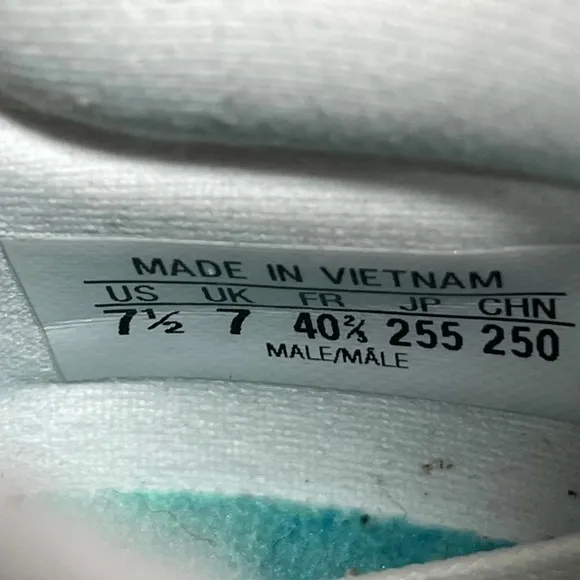 MADE IN VIETNAM
US UK FR JP CHN
7½ 7 40⅔ 255 250
MALE/MÂLE